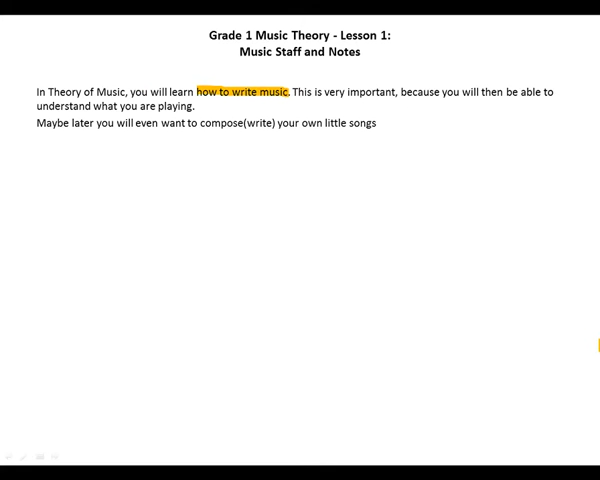 Grade 1 Music Theory - Lesson 1:
Music Staff and Notes
In Theory of Music, you will learn how to write music. This is very important, because you will then be able to
understand what you are playing.
Maybe later you will even want to compose(write) your own little songs